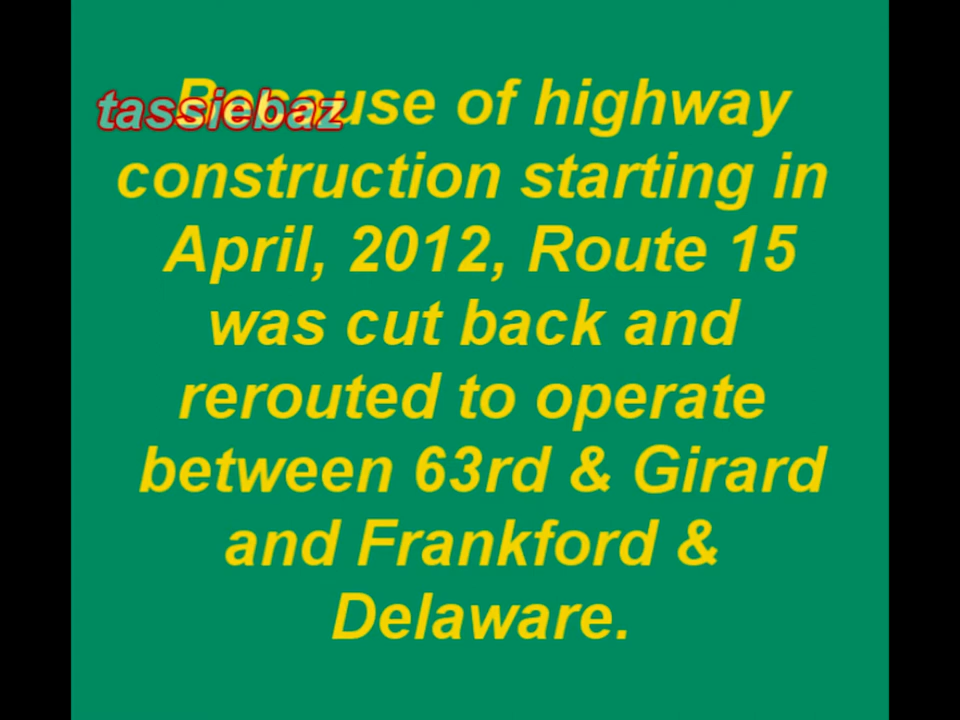 tassiebaz
Because of highway
construction starting in
April, 2012, Route 15
was cut back and
rerouted to operate
between 63rd & Girard
and Frankford &
Delaware.